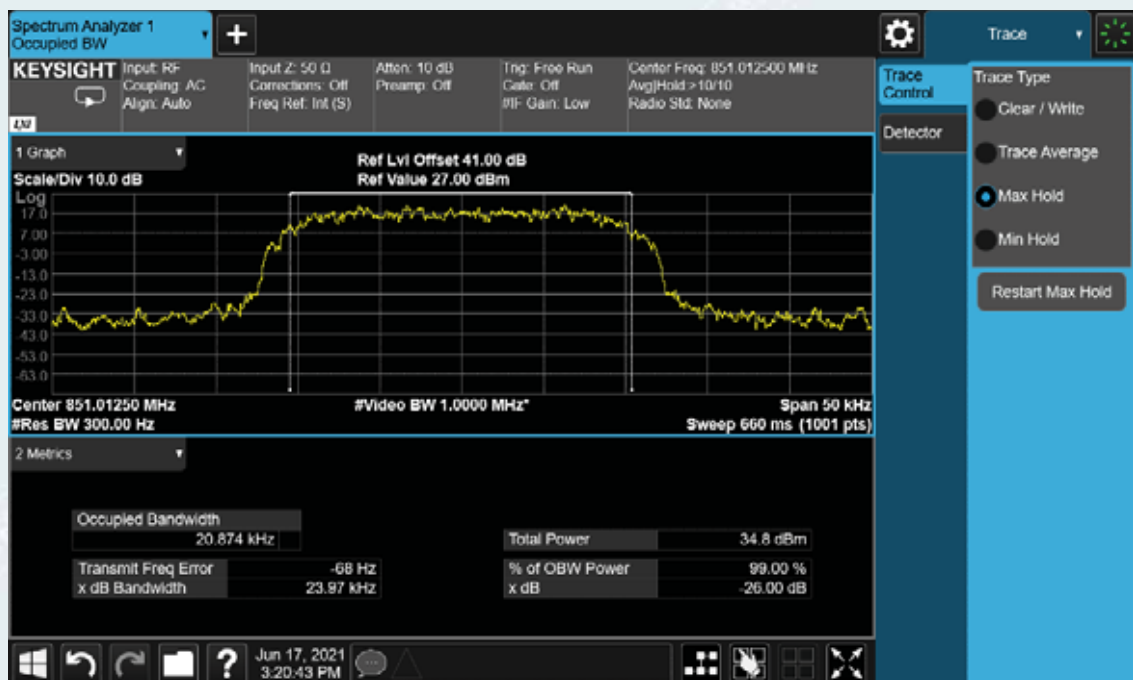 Spectrum Analyzer 1
Occupied BW
Trace
KEYSIGHT
Input: RF
Coupling: AC
Align: Auto
Input Z: 50 Ω
Corrections: Off
Freq Ref: Int (S)
Atten: 10 dB
Preamp: Off
Trig: Free Run
Gate: Off
#IF Gain: Low
Center Freq: 851.012500 MHz
Avg|Hold >10/10
Radio Std: None
LXI
Trace
Control
Detector
Trace Type
Clear / Write
Trace Average
Max Hold
Min Hold
Restart Max Hold
1 Graph
Scale/Div 10.0 dB
Ref Lvl Offset 41.00 dB
Ref Value 27.00 dBm
Log
17.0
7.00
-3.00
-13.0
-23.0
-33.0
-43.0
-53.0
-63.0
Center 851.01250 MHz
#Res BW 300.00 Hz
#Video BW 1.0000 MHz*
Span 50 kHz
Sweep 660 ms (1001 pts)
2 Metrics
Occupied Bandwidth
20.874 kHz
Transmit Freq Error -68 Hz
x dB Bandwidth 23.97 kHz
Total Power 34.8 dBm
% of OBW Power 99.00 %
x dB -26.00 dB
?
Jun 17, 2021
3:20:43 PM